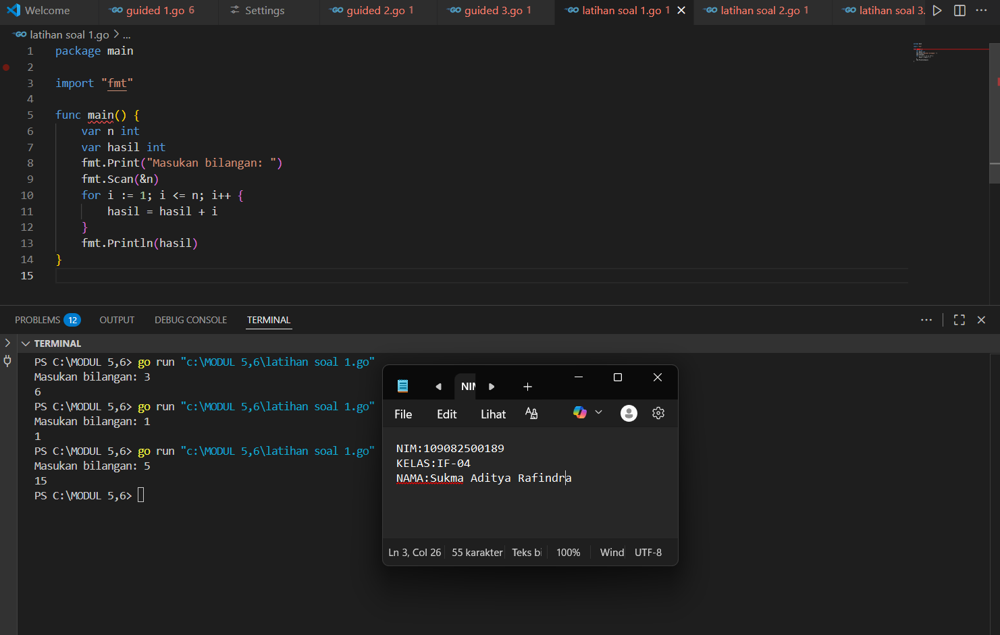 Welcome
GO guided 1.go 6
Settings
GO guided 2.go 1
GO guided 3.go 1
GO latihan soal 1.go 1
GO latihan soal 2.go 1
GO latihan soal 3.
GO latihan soal 1.go > ...
1 package main
2
3 import "fmt"
4
5 func main() {
6 var n int
7 var hasil int
8 fmt.Print("Masukan bilangan: ")
9 fmt.Scan(&n)
10 for i := 1; i <= n; i++ {
11 hasil = hasil + i
12 }
13 fmt.Println(hasil)
14 }
15
PROBLEMS 12 OUTPUT DEBUG CONSOLE TERMINAL
TERMINAL
PS C:\MODUL 5,6> go run "c:\MODUL 5,6\latihan soal 1.go"
Masukan bilangan: 3
6
PS C:\MODUL 5,6> go run "c:\MODUL 5,6\latihan soal 1.go"
Masukan bilangan: 1
1
PS C:\MODUL 5,6> go run "c:\MODUL 5,6\latihan soal 1.go"
Masukan bilangan: 5
15
PS C:\MODUL 5,6>
NIM
File Edit Lihat
NIM:109082500189
KELAS:IF-04
NAMA:Sukma Aditya Rafindra
Ln 3, Col 26 55 karakter Teks bi 100% Wind UTF-8